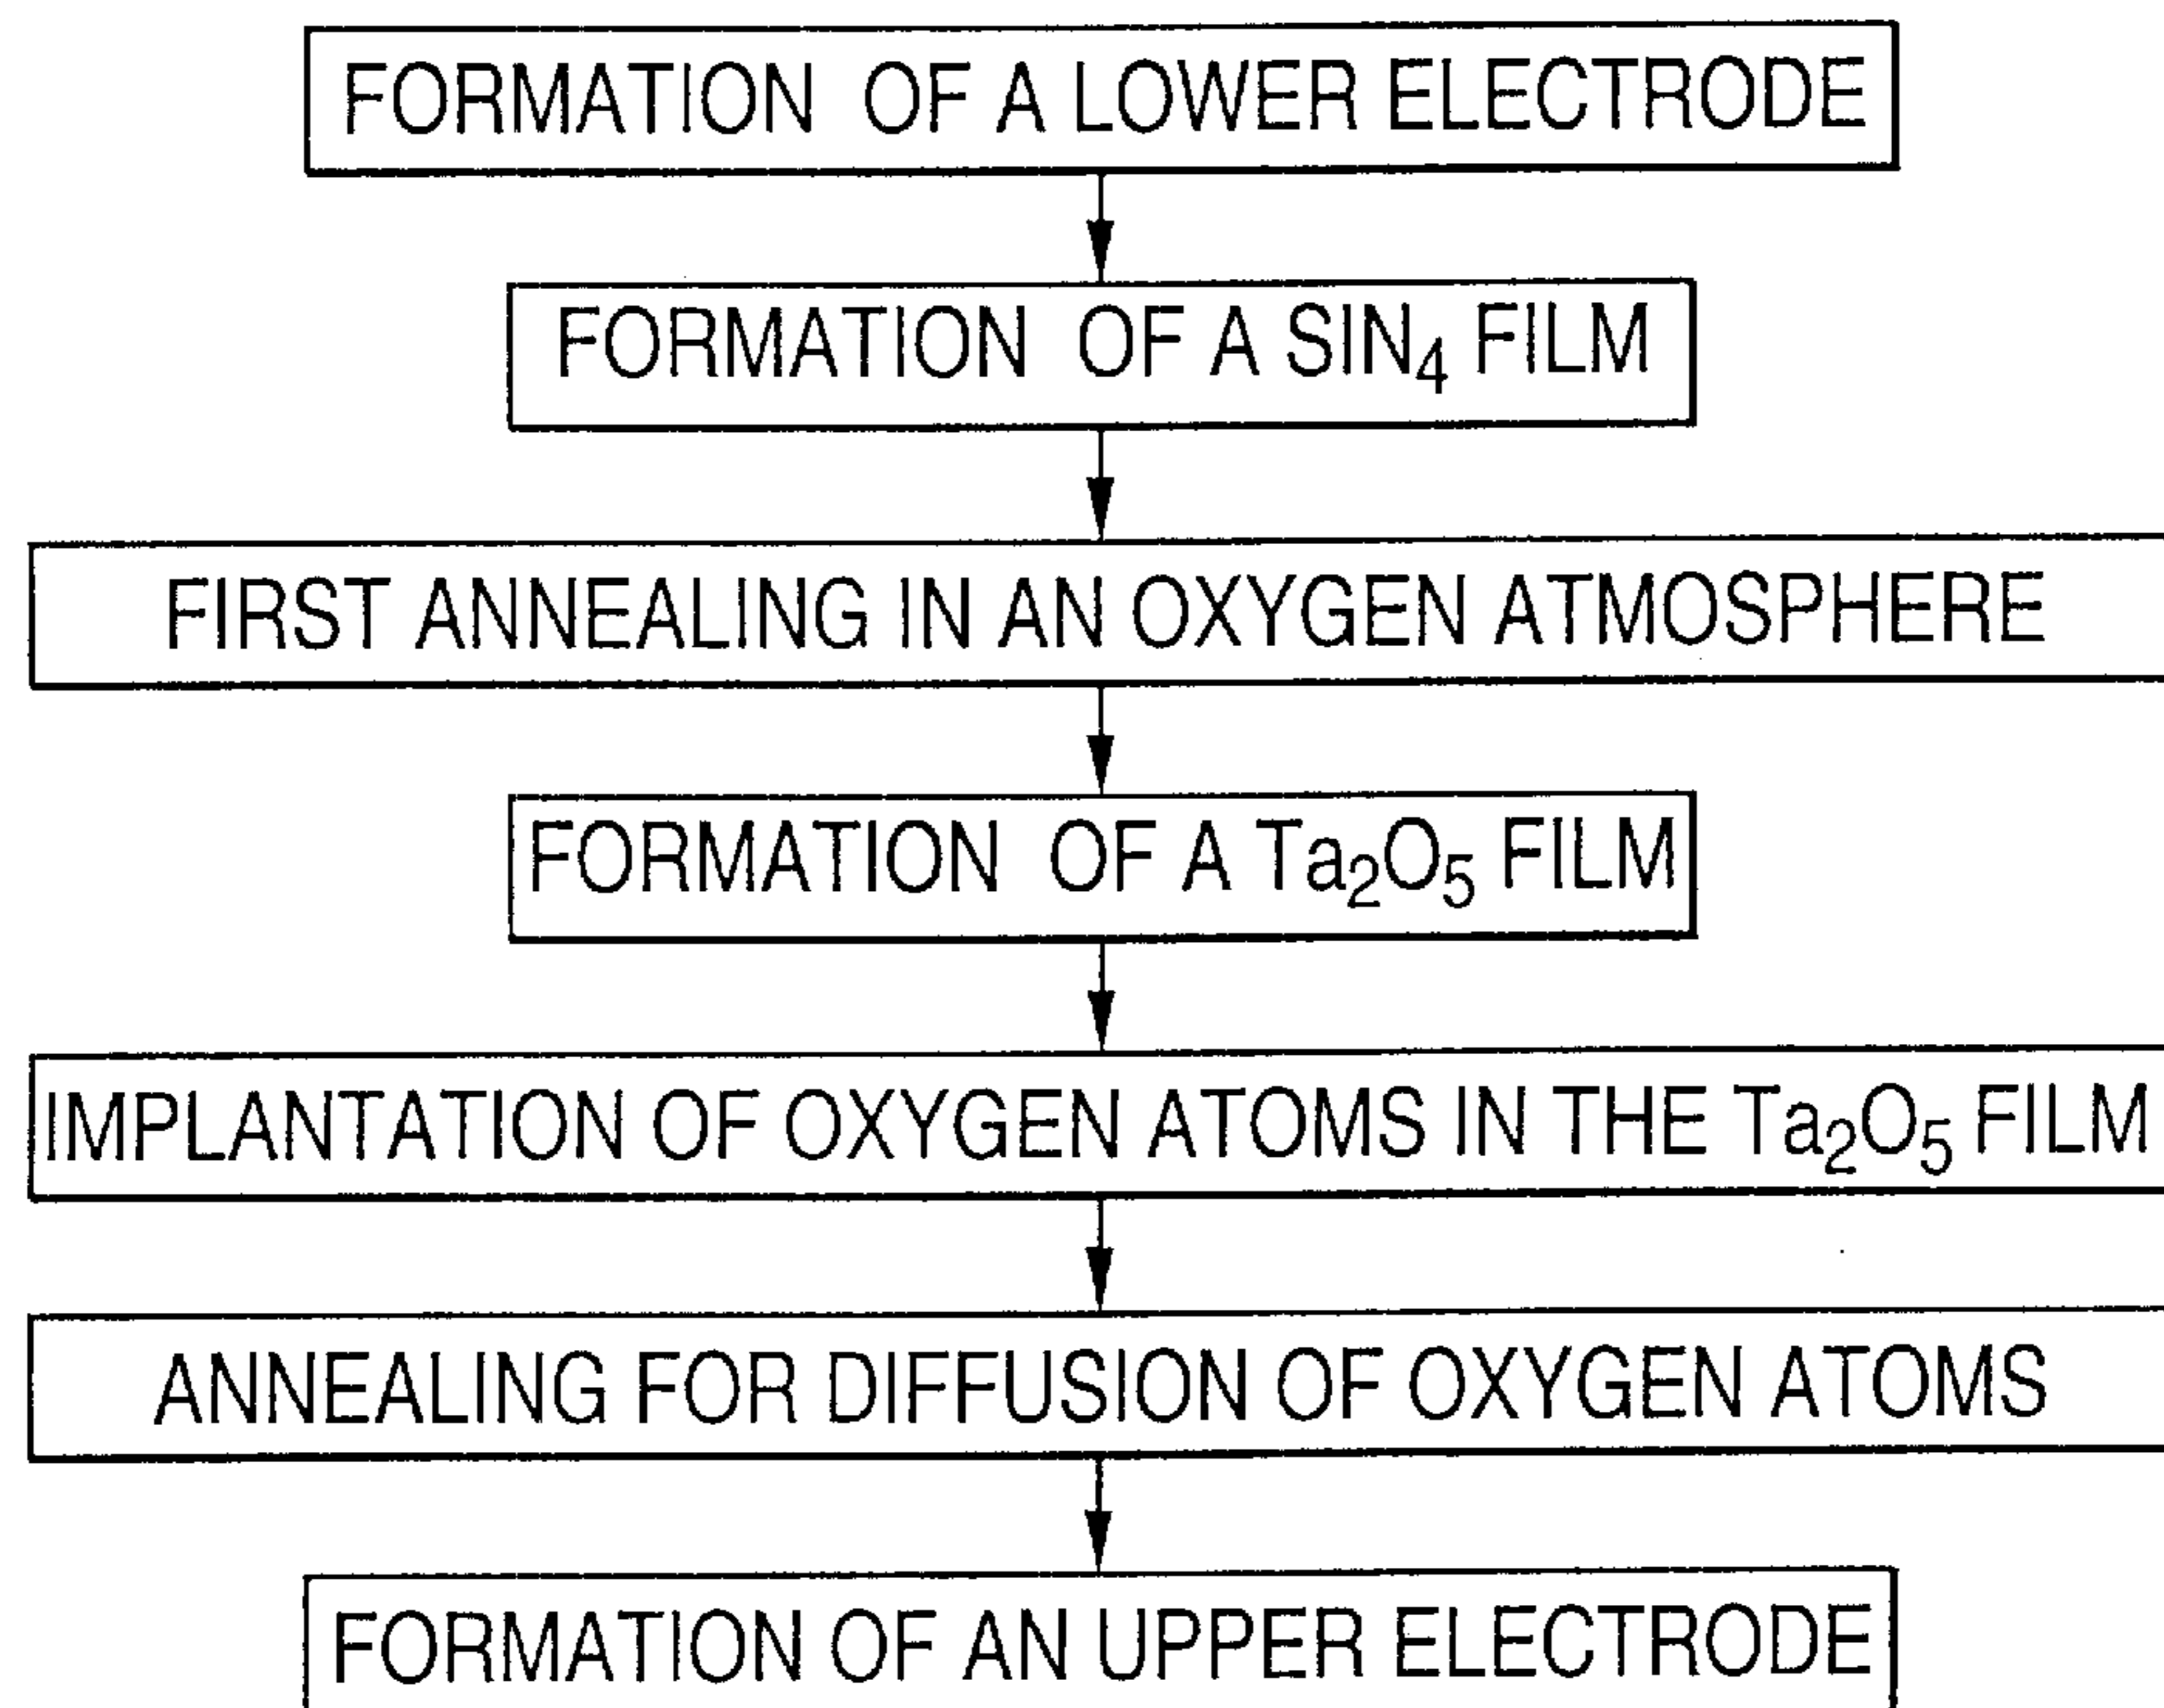 FORMATION OF A LOWER ELECTRODE
FORMATION OF A SIN₄ FILM
FIRST ANNEALING IN AN OXYGEN ATMOSPHERE
FORMATION OF A Ta₂O₅ FILM
IMPLANTATION OF OXYGEN ATOMS IN THE Ta₂O₅ FILM
ANNEALING FOR DIFFUSION OF OXYGEN ATOMS
FORMATION OF AN UPPER ELECTRODE